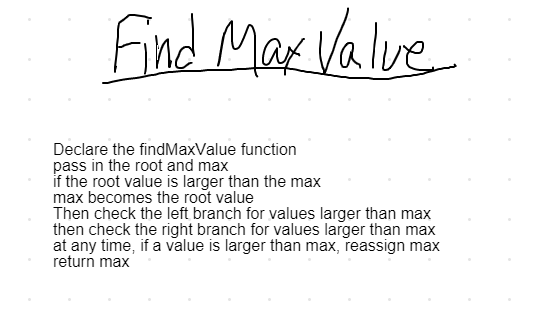 Find Max Value
Declare the findMaxValue function
pass in the root and max
if the root value is larger than the max
max becomes the root value
Then check the left branch for values larger than max
then check the right branch for values larger than max
at any time, if a value is larger than max, reassign max
return max